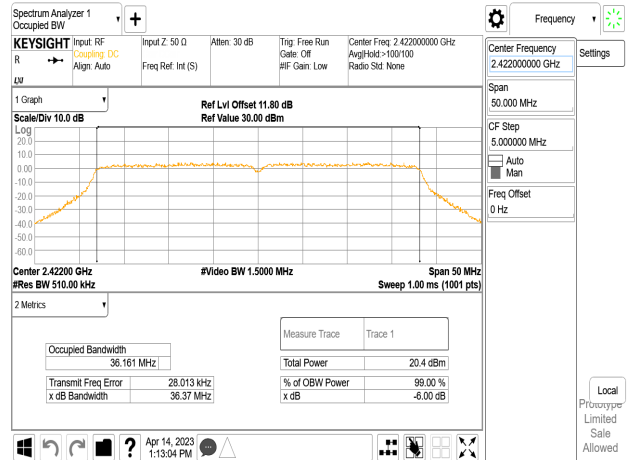 Spectrum Analyzer 1
Occupied BW
Frequency
KEYSIGHT
R
LXI
Input: RF
Coupling: DC
Align: Auto
Input Z: 50 Ω
Freq Ref: Int (S)
Atten: 30 dB
Trig: Free Run
Gate: Off
#IF Gain: Low
Center Freq: 2.422000000 GHz
Avg|Hold:>100/100
Radio Std: None
Center Frequency
2.422000000 GHz
Settings
Span
50.000 MHz
CF Step
5.000000 MHz
Auto
Man
Freq Offset
0 Hz
1 Graph
Scale/Div 10.0 dB
Ref Lvl Offset 11.80 dB
Ref Value 30.00 dBm
Log
20.0
10.0
0.00
-10.0
-20.0
-30.0
-40.0
-50.0
-60.0
Center 2.42200 GHz
#Video BW 1.5000 MHz
Span 50 MHz
#Res BW 510.00 kHz
Sweep 1.00 ms (1001 pts)
2 Metrics
Measure Trace
Trace 1
Occupied Bandwidth
36.161 MHz
Total Power
20.4 dBm
Transmit Freq Error
28.013 kHz
% of OBW Power
99.00 %
x dB Bandwidth
36.37 MHz
x dB
-6.00 dB
Local
Prototype
Limited
Sale
Allowed
?
Apr 14, 2023
1:13:04 PM